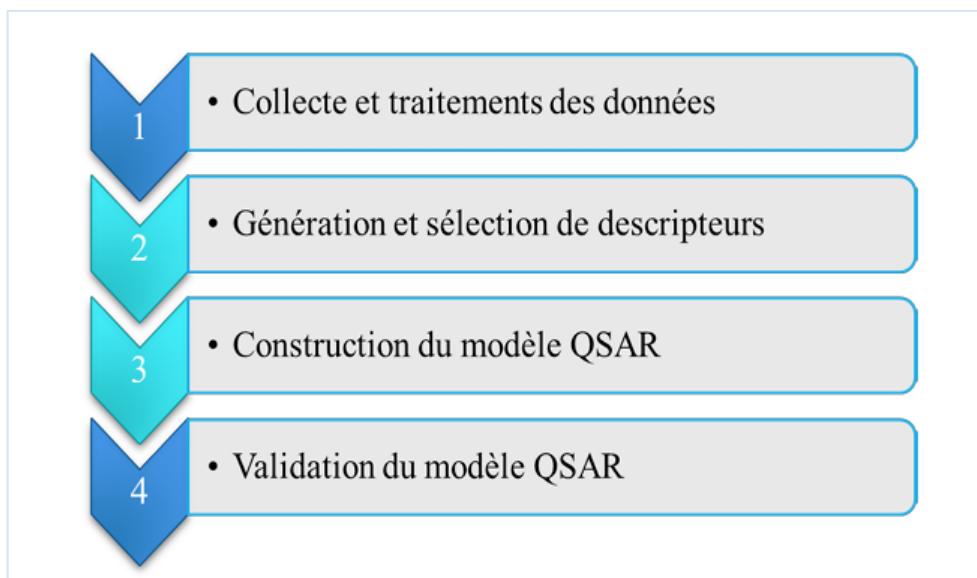 1
• Collecte et traitements des données
2
• Génération et sélection de descripteurs
3
• Construction du modèle QSAR
4
• Validation du modèle QSAR